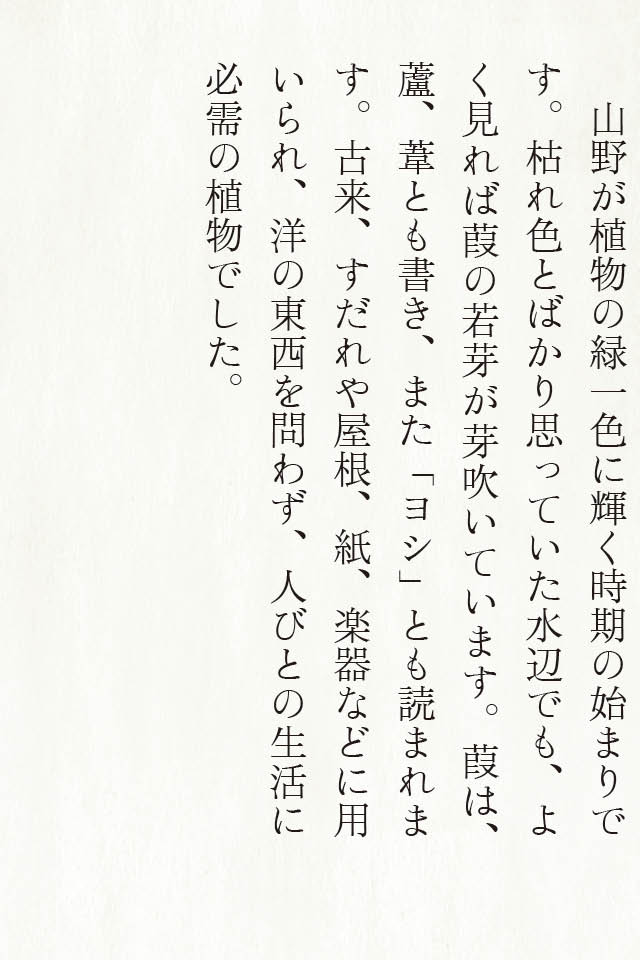 山野が植物の緑一色に輝く時期の始まりで
す。枯れ色とばかり思っていた水辺でも、よ
く見れば葭の若芽が芽吹いています。葭は、
蘆、葦とも書き、また「ヨシ」とも読まれま
す。古来、すだれや屋根、紙、楽器などに用
いられ、洋の東西を問わず、人びとの生活に
必需の植物でした。